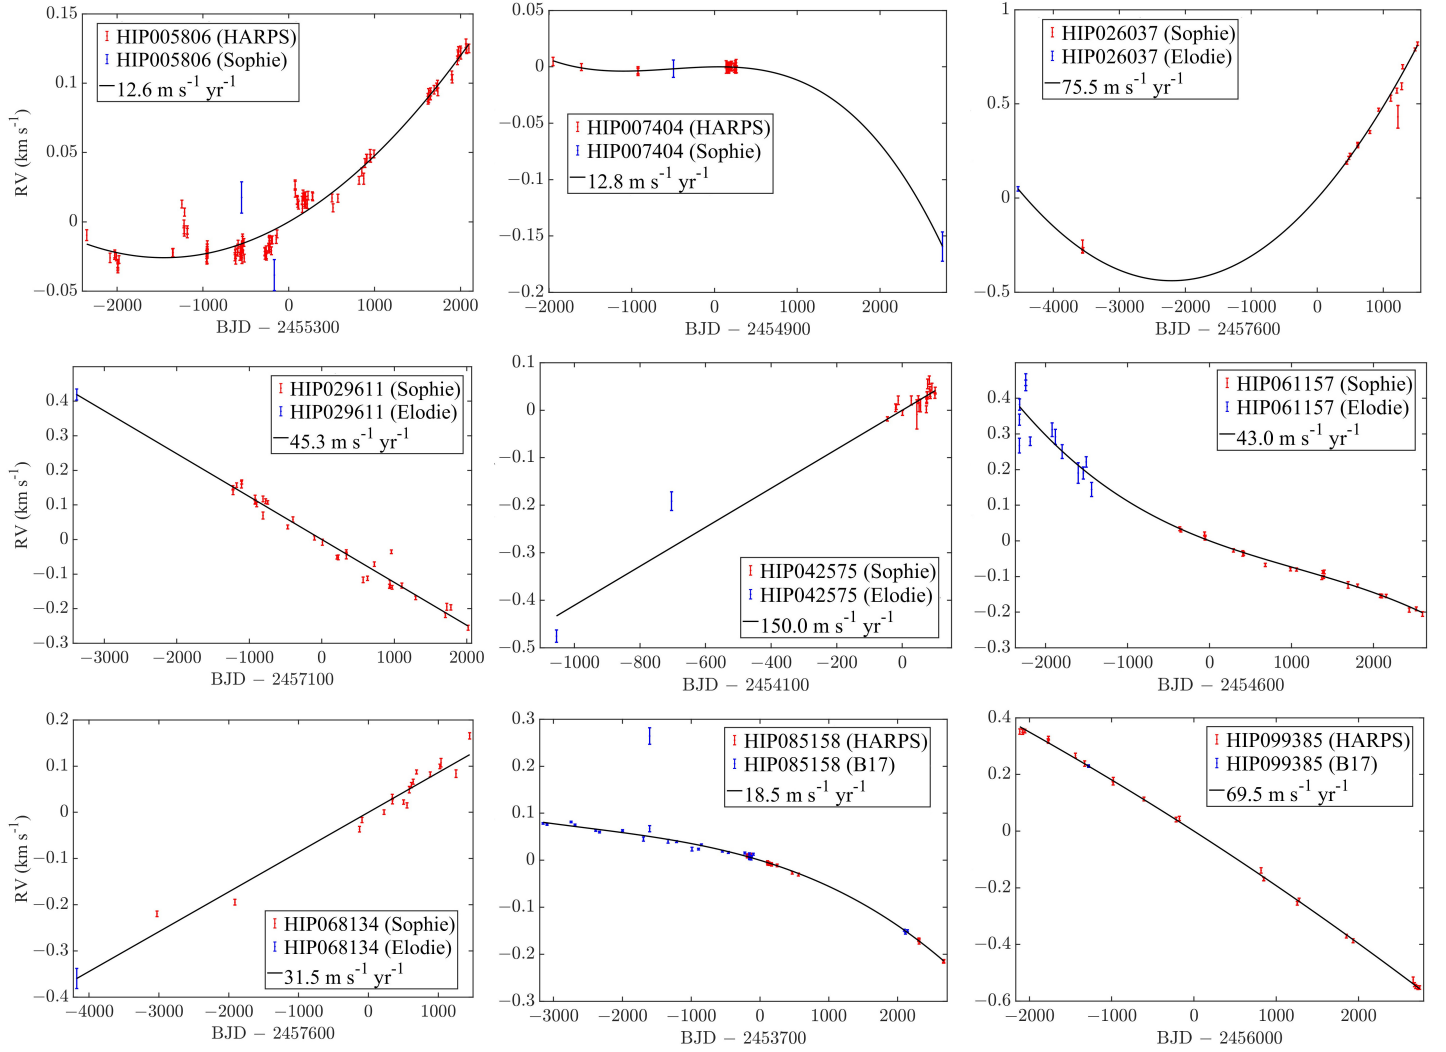 0.15
0.1
0.05
0
−0.05
RV (km s-1)
HIP005806 (HARPS)
HIP005806 (Sophie)
12.6 m s-1 yr-1
−2000 −1000 0 1000 2000
BJD − 2455300
0.05
0
−0.05
−0.1
−0.15
−0.2
HIP007404 (HARPS)
HIP007404 (Sophie)
12.8 m s-1 yr-1
−2000 0 2000
BJD − 2454900
1
0.5
0
−0.5
HIP026037 (Sophie)
HIP026037 (Elodie)
75.5 m s-1 yr-1
−4000 −3000 −2000 −1000 0 1000
BJD − 2457600
0.4
0.3
0.2
0.1
0
−0.1
−0.2
−0.3
RV (km s-1)
HIP029611 (Sophie)
HIP029611 (Elodie)
45.3 m s-1 yr-1
−3000 −2000 −1000 0 1000 2000
BJD − 2457100
0.1
0
−0.2
−0.3
−0.4
−0.5
HIP042575 (Sophie)
HIP042575 (Elodie)
150.0 m s-1 yr-1
−1000 −800 −600 −400 −200 0
BJD − 2454100
0.4
0.3
0.2
0.1
0
−0.1
−0.2
−0.3
HIP061157 (Sophie)
HIP061157 (Elodie)
43.0 m s-1 yr-1
−2000 −1000 0 1000 2000
BJD − 2454600
0.2
0.1
0
−0.1
−0.2
−0.3
−0.4
RV (km s-1)
HIP068134 (Sophie)
HIP068134 (Elodie)
31.5 m s-1 yr-1
−4000 −3000 −2000 −1000 0 1000
BJD − 2457600
0.3
0.2
0.1
0
−0.1
−0.2
−0.3
HIP085158 (HARPS)
HIP085158 (B17)
18.5 m s-1 yr-1
−3000 −2000 −1000 0 1000 2000
BJD − 2453700
0.4
0.2
0
−0.2
−0.4
−0.6
HIP099385 (HARPS)
HIP099385 (B17)
69.5 m s-1 yr-1
−2000 −1000 0 1000 2000
BJD − 2456000